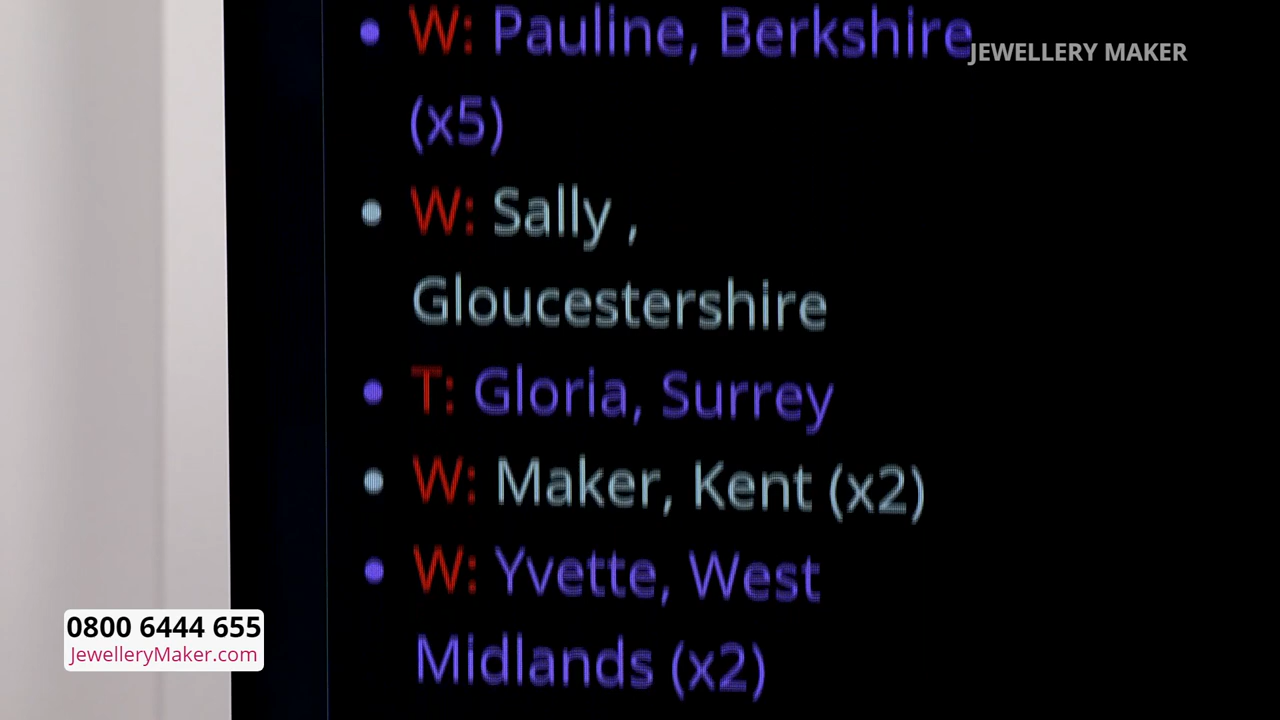 W: Pauline, Berkshire
JEWELLERY MAKER
(x5)
W: Sally ,
Gloucestershire
T: Gloria, Surrey
W: Maker, Kent (x2)
W: Yvette, West
Midlands (x2)
0800 6444 655
JewelleryMaker.com